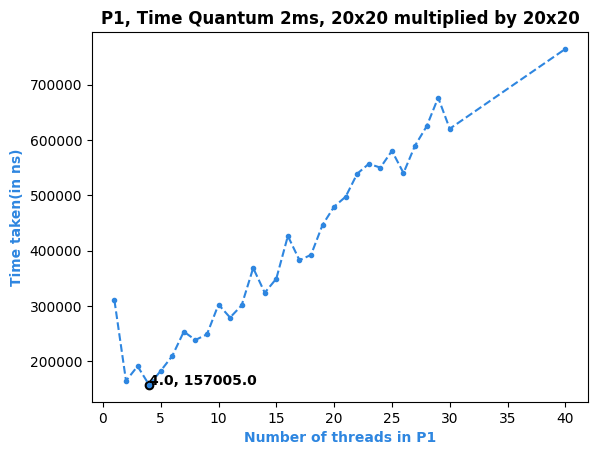 P1, Time Quantum 2ms, 20x20 multiplied by 20x20
Time taken(in ns)
700000
600000
500000
400000
300000
200000
4.0, 157005.0
0 5 10 15 20 25 30 35 40
Number of threads in P1